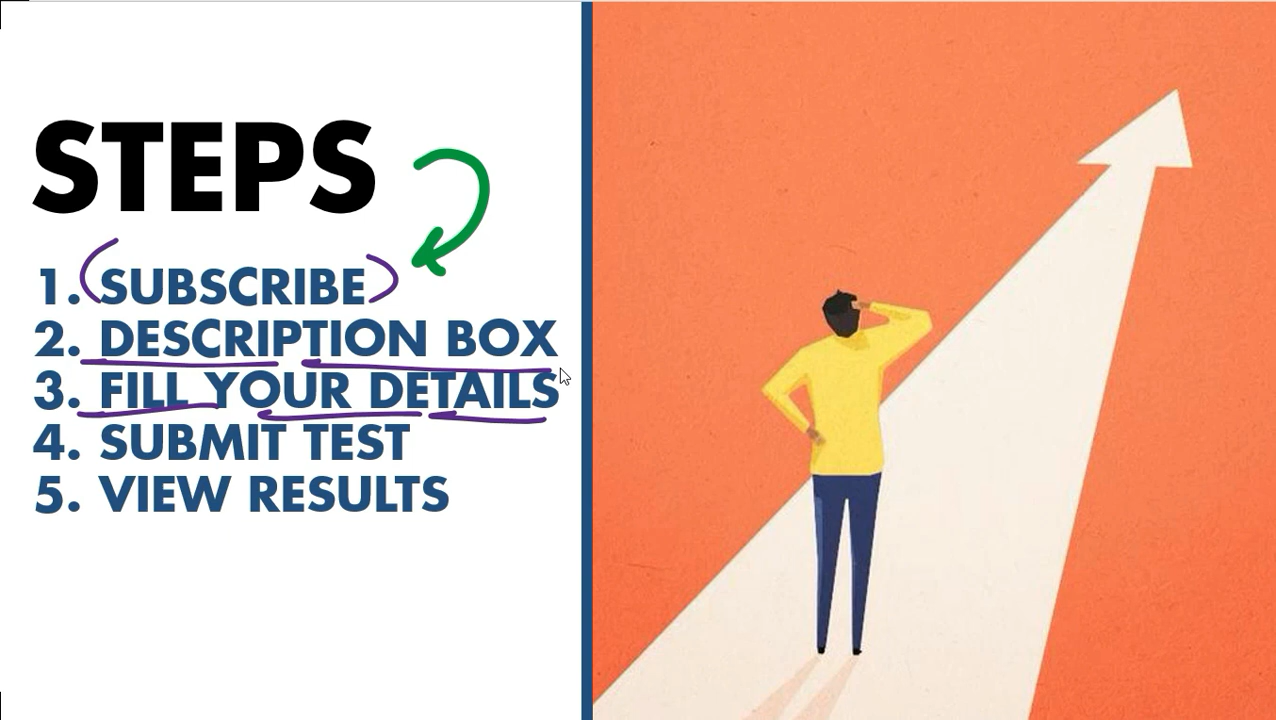 STEPS
1. SUBSCRIBE
2. DESCRIPTION BOX
3. FILL YOUR DETAILS
4. SUBMIT TEST
5. VIEW RESULTS